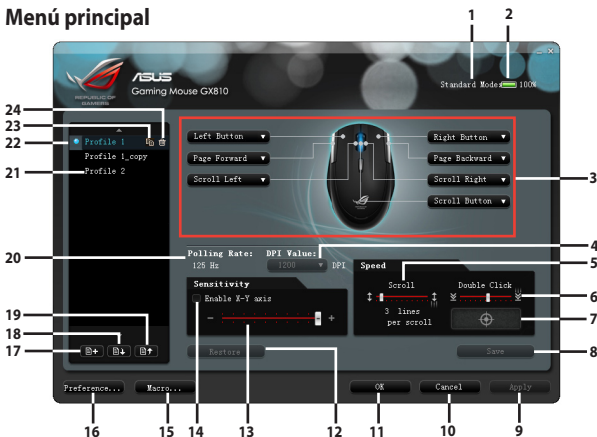 Menú principal
1
2
REPUBLIC OF
GAMERS
ASUS
Gaming Mouse GX810
Standard Mode: 100%
24
23
22
21
Profile 1
Profile 1_copy
Profile 2
Left Button
Right Button
Page Forward
Page Backward
Scroll Left
Scroll Right
Scroll Button
3
4
5
6
7
8
20
19
18
17
Polling Rate:
125 Hz
DPI Value:
1200
DPI
Speed
Scroll
Double Click
3 lines
per scroll
Sensitivity
Enable X-Y axis
- +
Restore
Save
Preference...
Macro...
OK
Cancel
Apply
16
15
14
13
12
11
10
9